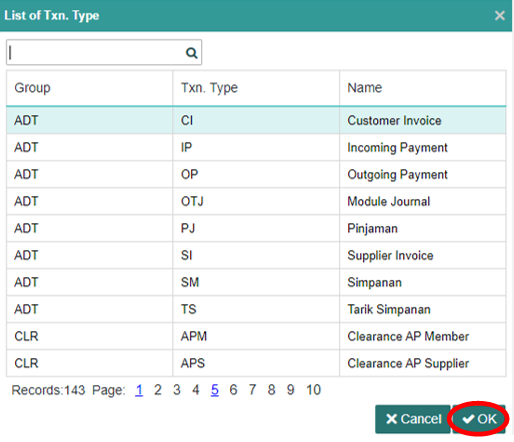 List of Txn. Type
Group Txn. Type Name
ADT CI Customer Invoice
ADT IP Incoming Payment
ADT OP Outgoing Payment
ADT OTJ Module Journal
ADT PJ Pinjaman
ADT SI Supplier Invoice
ADT SM Simpanan
ADT TS Tarik Simpanan
CLR APM Clearance AP Member
CLR APS Clearance AP Supplier
Records:143 Page: 1 2 3 4 5 6 7 8 9 10
Cancel OK